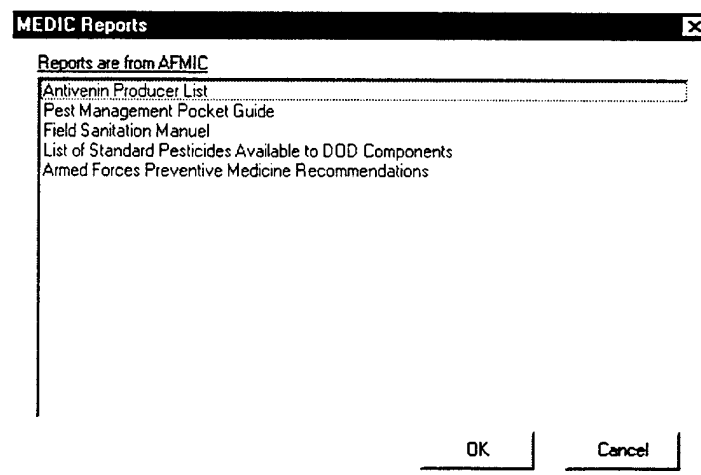 MEDIC Reports
Reports are from AFMIC
Antivenin Producer List
Pest Management Pocket Guide
Field Sanitation Manuel
List of Standard Pesticides Available to DOD Components
Armed Forces Preventive Medicine Recommendations
OK Cancel